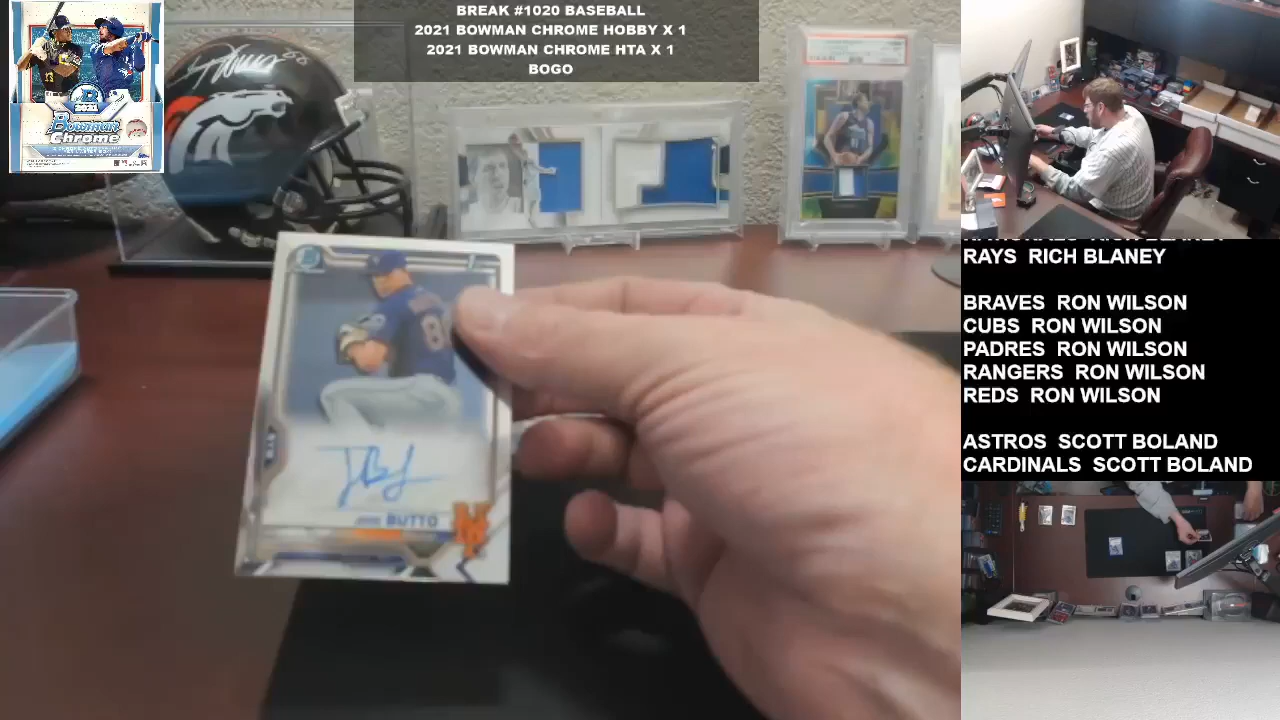 BREAK #1020 BASEBALL
2021 BOWMAN CHROME HOBBY X 1
2021 BOWMAN CHROME HTA X 1
BOGO
Bowman
Chrome
RAYS RICH BLANEY
BRAVES RON WILSON
CUBS RON WILSON
PADRES RON WILSON
RANGERS RON WILSON
REDS RON WILSON
ASTROS SCOTT BOLAND
CARDINALS SCOTT BOLAND
BUTTO